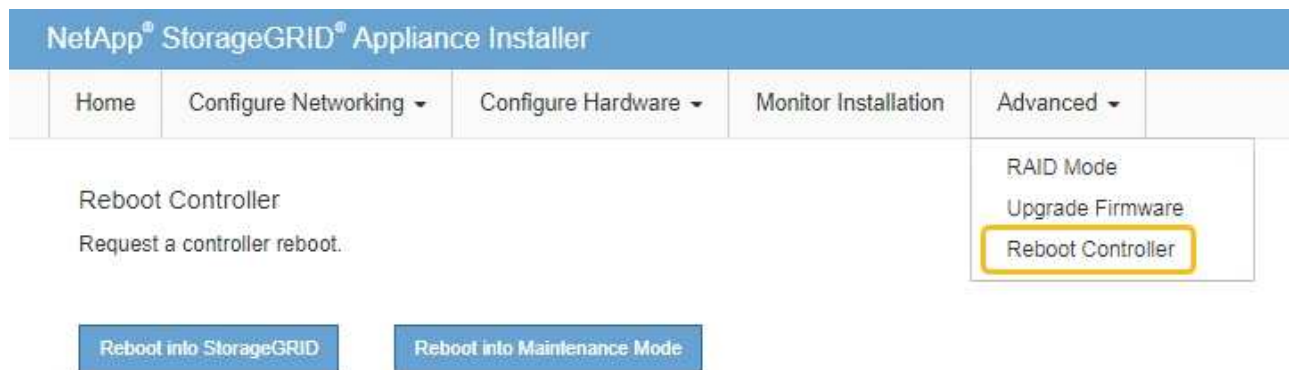 NetApp® StorageGRID® Appliance Installer
Home Configure Networking Configure Hardware Monitor Installation Advanced
RAID Mode
Upgrade Firmware
Reboot Controller
Reboot Controller
Request a controller reboot.
Reboot into StorageGRID Reboot into Maintenance Mode